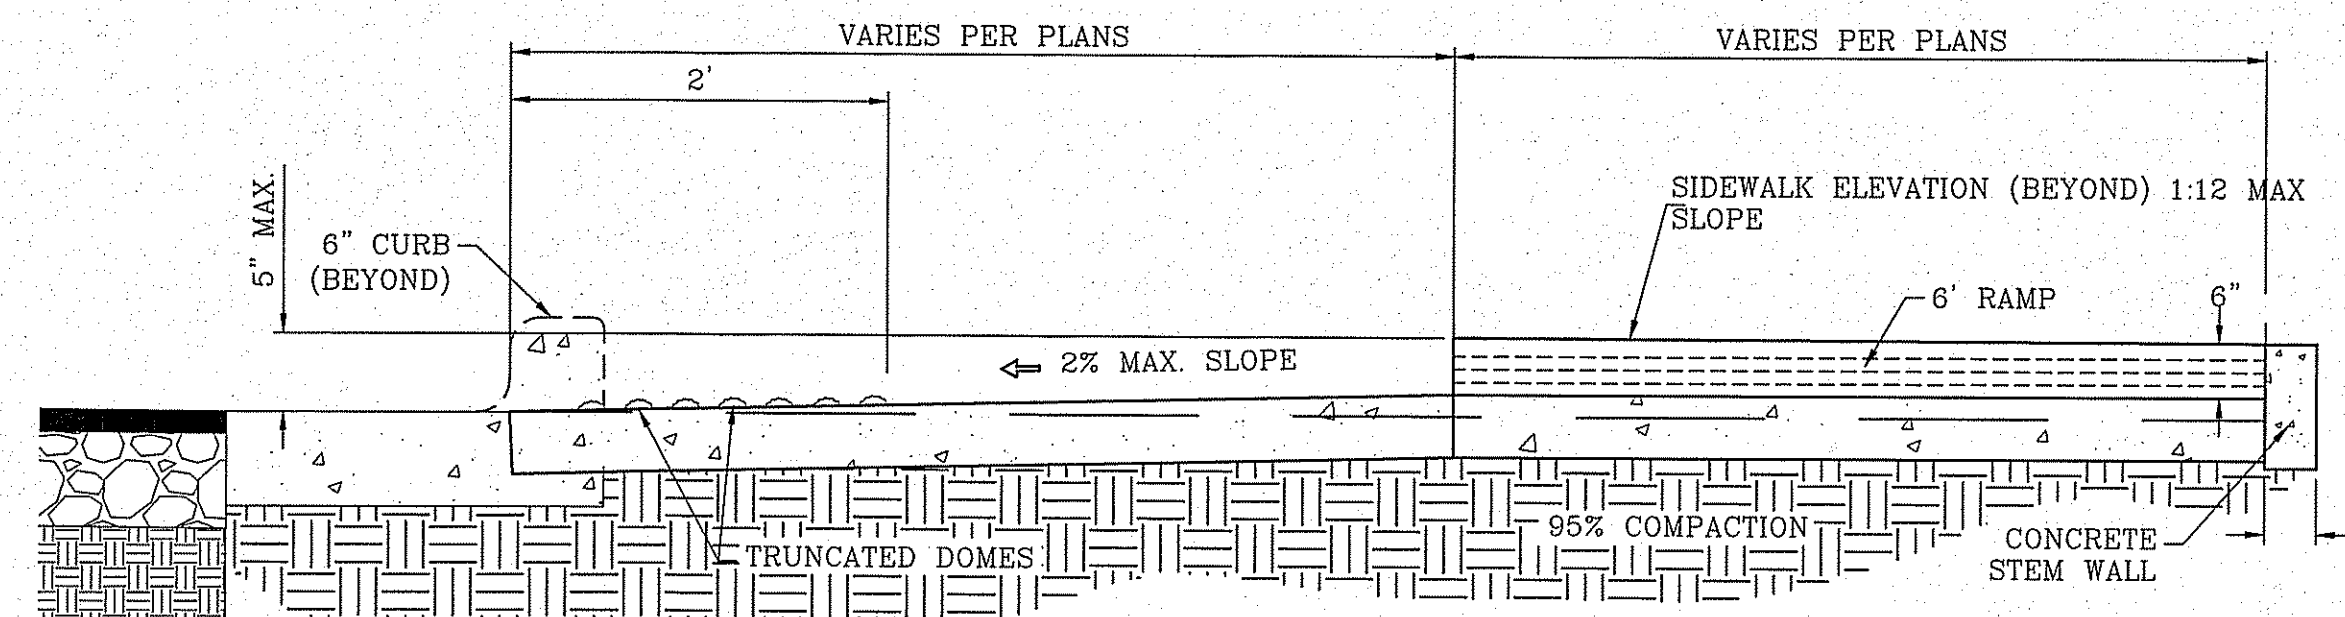 VARIES PER PLANS
VARIES PER PLANS
2'
5" MAX.
6" CURB
(BEYOND)
SIDEWALK ELEVATION (BEYOND) 1:12 MAX
SLOPE
6' RAMP
6"
2% MAX. SLOPE
95% COMPACTION
TRUNCATED DOMES
CONCRETE
STEM WALL